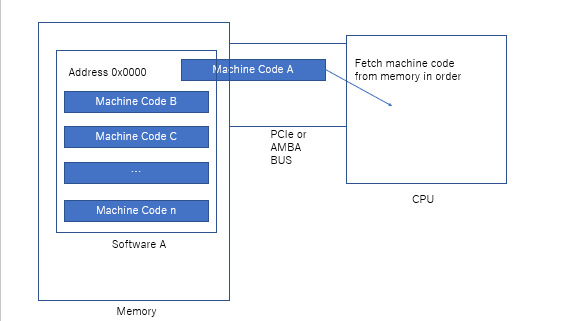 Address 0x0000
Machine Code A
Machine Code B
Machine Code C
...
Machine Code n
Software A
Memory
PCIe or
AMBA
BUS
Fetch machine code
from memory in order
CPU